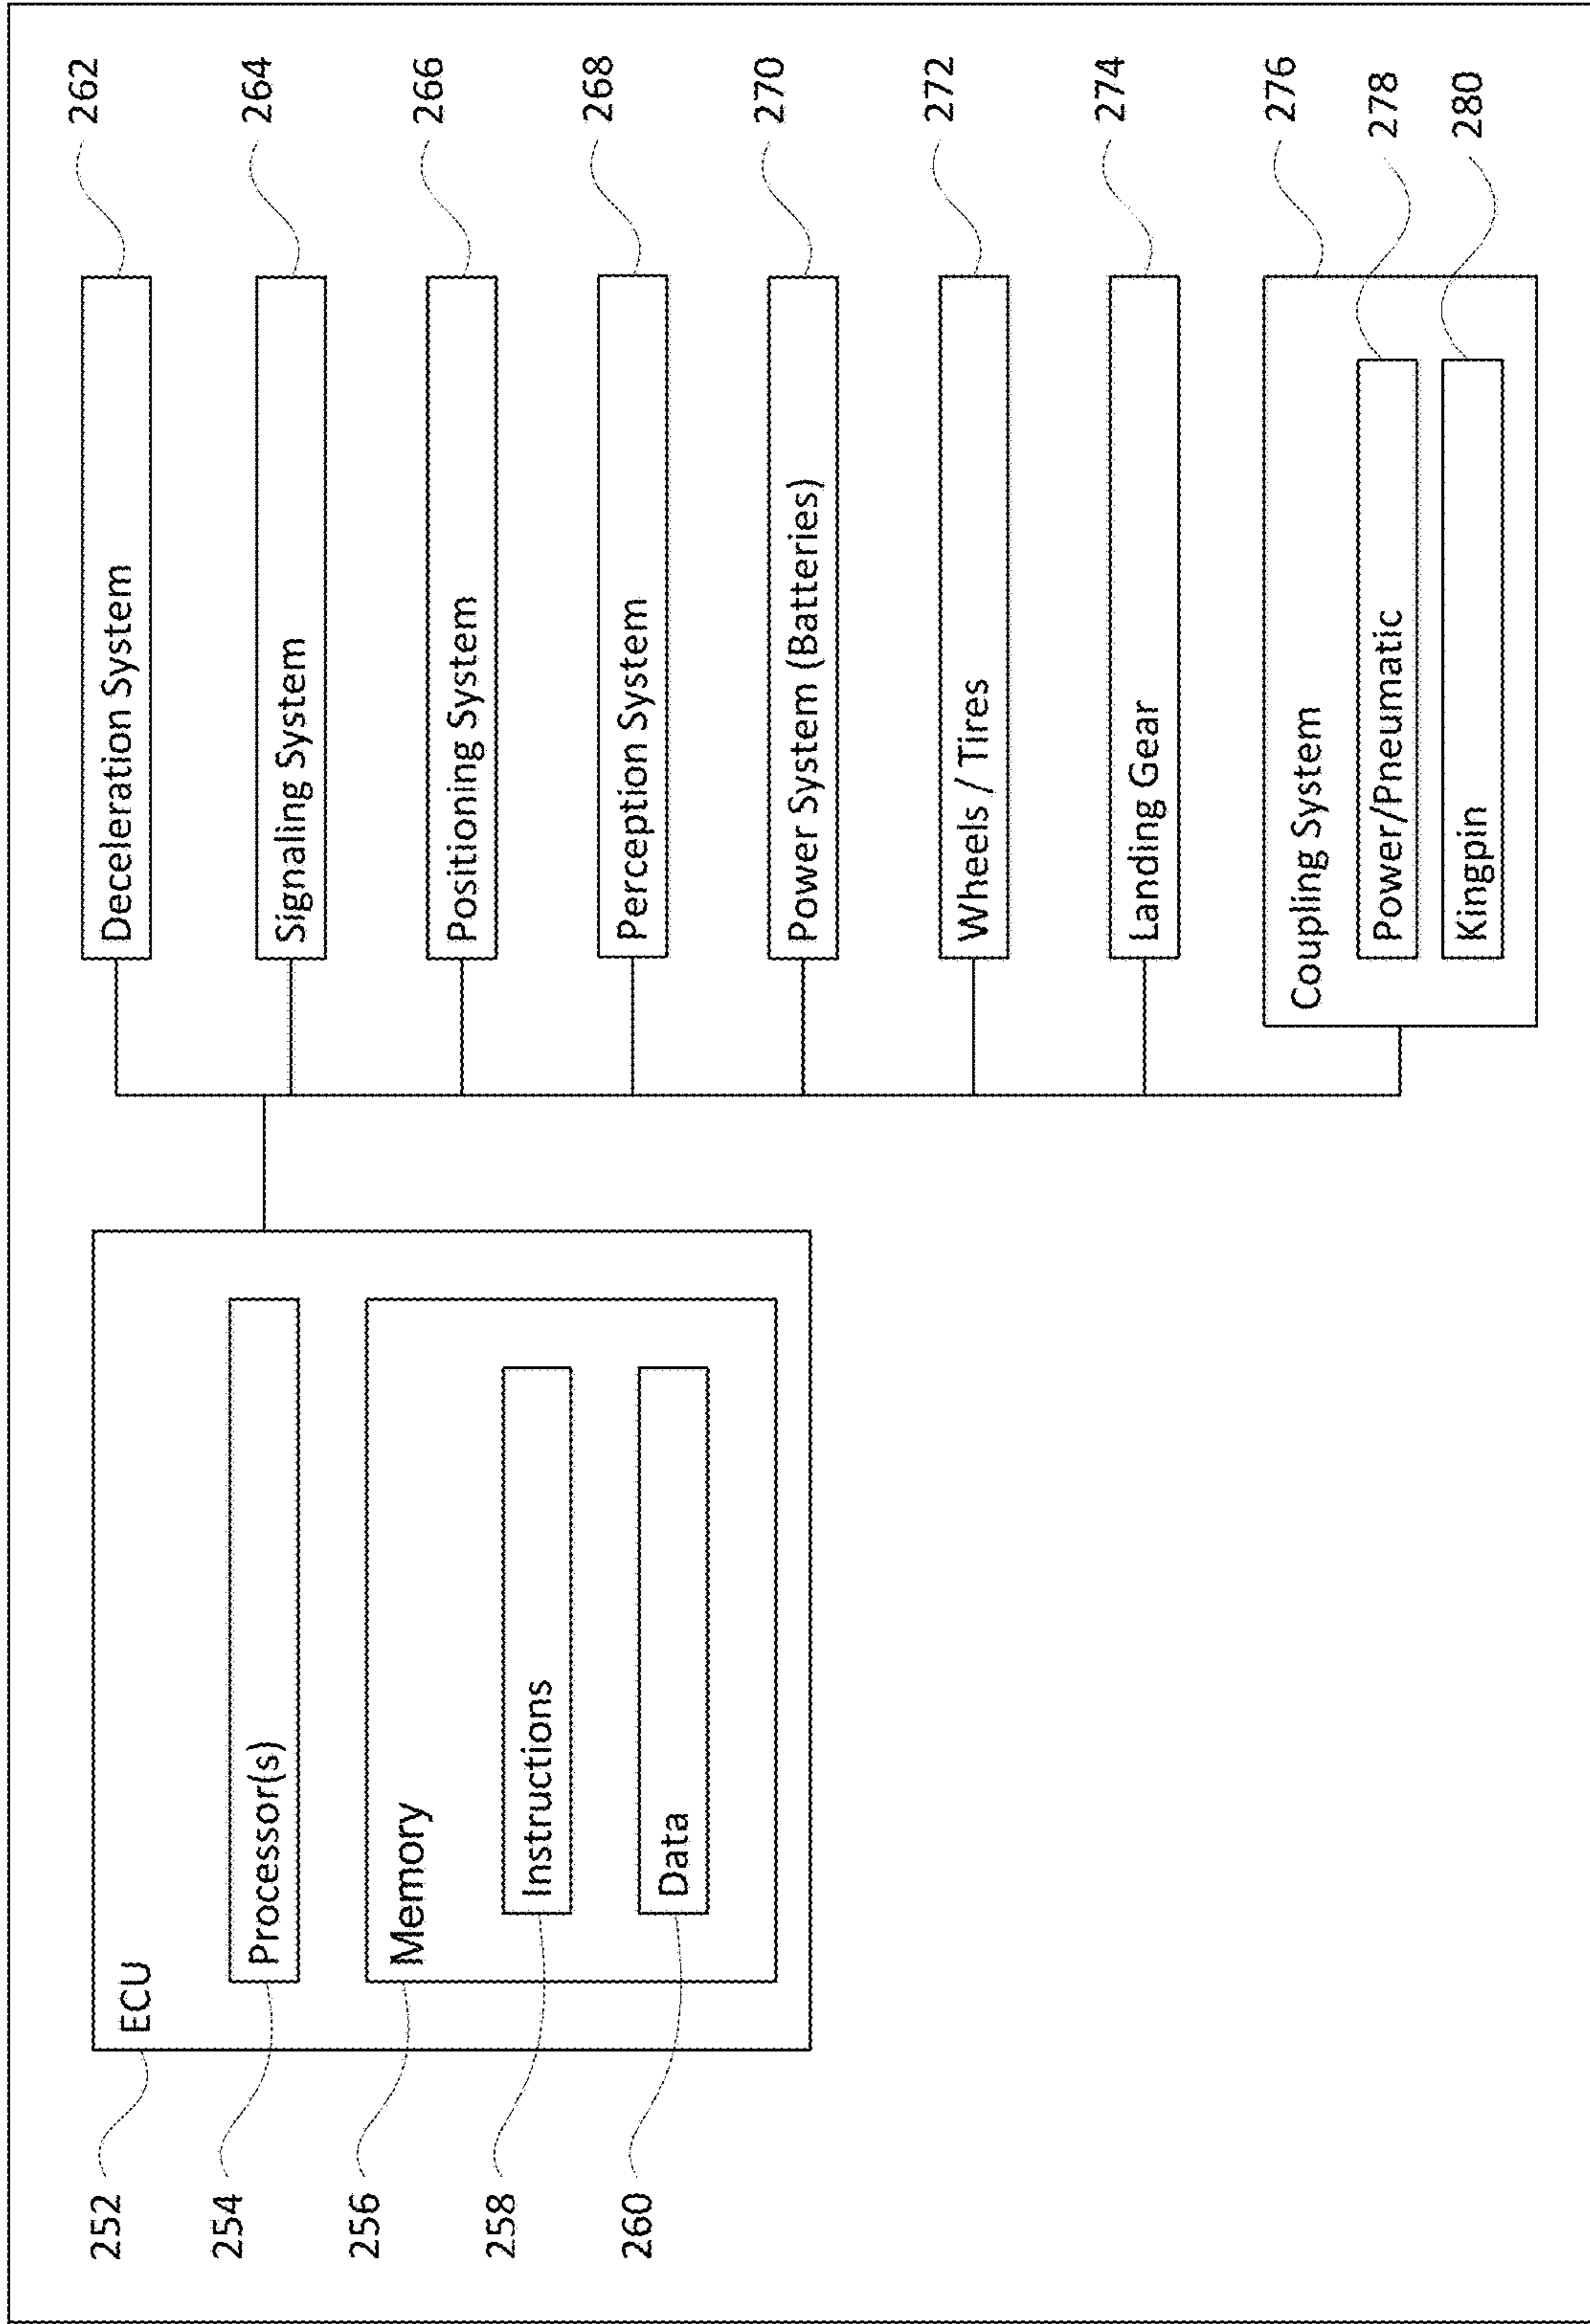 252
ECU
254
Processor(s)
256
Memory
258
Instructions
260
Data
Deceleration System
262
Signaling System
264
Positioning System
266
Perception System
268
Power System (Batteries)
270
Wheels / Tires
272
Landing Gear
274
Coupling System
276
Power/Pneumatic
278
Kingpin
280